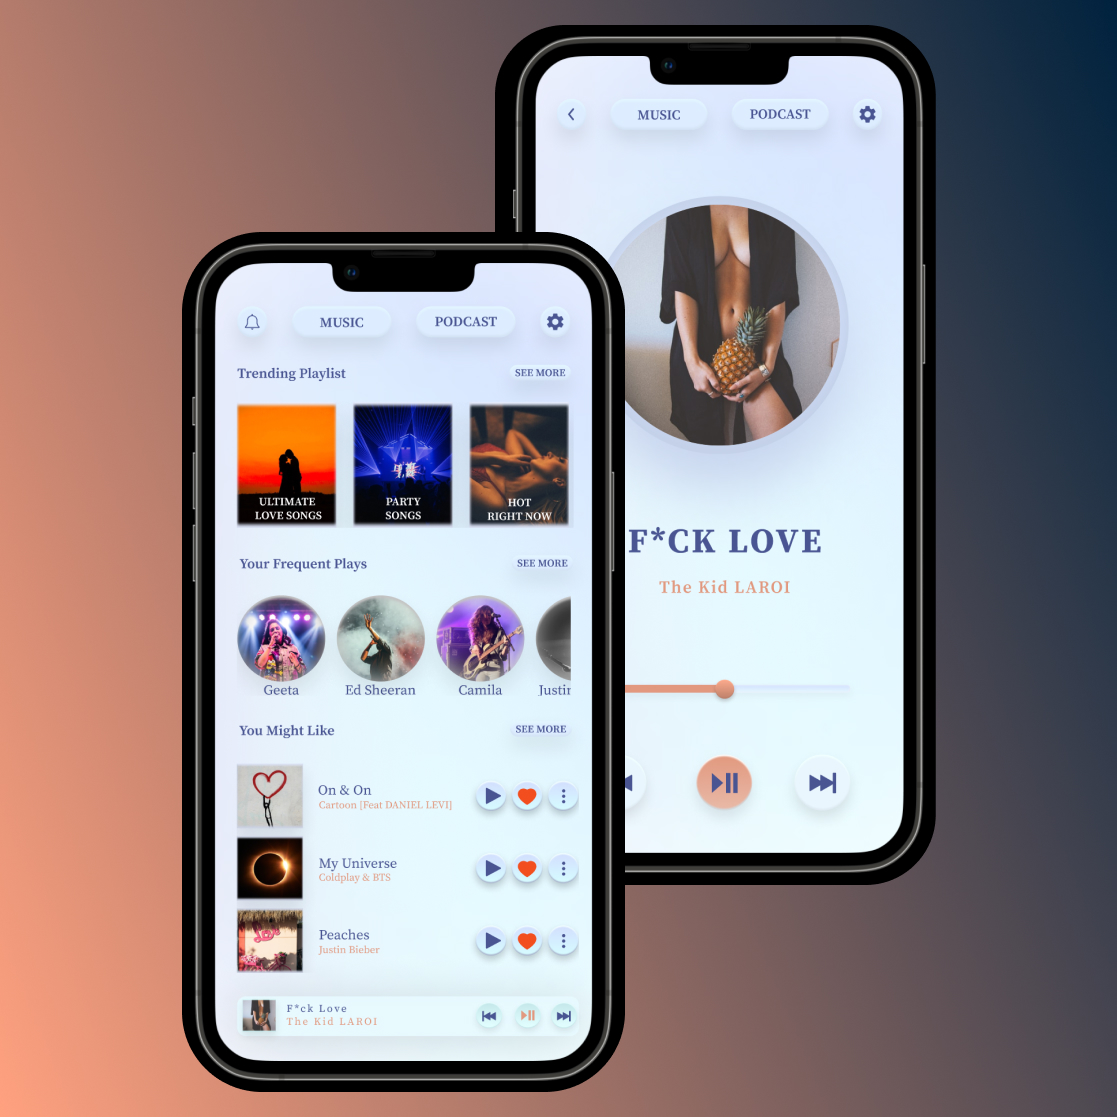 MUSIC
PODCAST
F*CK LOVE
The Kid LAROI
MUSIC
PODCAST
Trending Playlist
SEE MORE
ULTIMATE
LOVE SONGS
PARTY
SONGS
HOT
RIGHT NOW
Your Frequent Plays
SEE MORE
Geeta
Ed Sheeran
Camila
Justin
You Might Like
SEE MORE
On & On
Cartoon [Feat DANIEL LEVI]
My Universe
Coldplay & BTS
Peaches
Justin Bieber
F*ck Love
The Kid LAROI